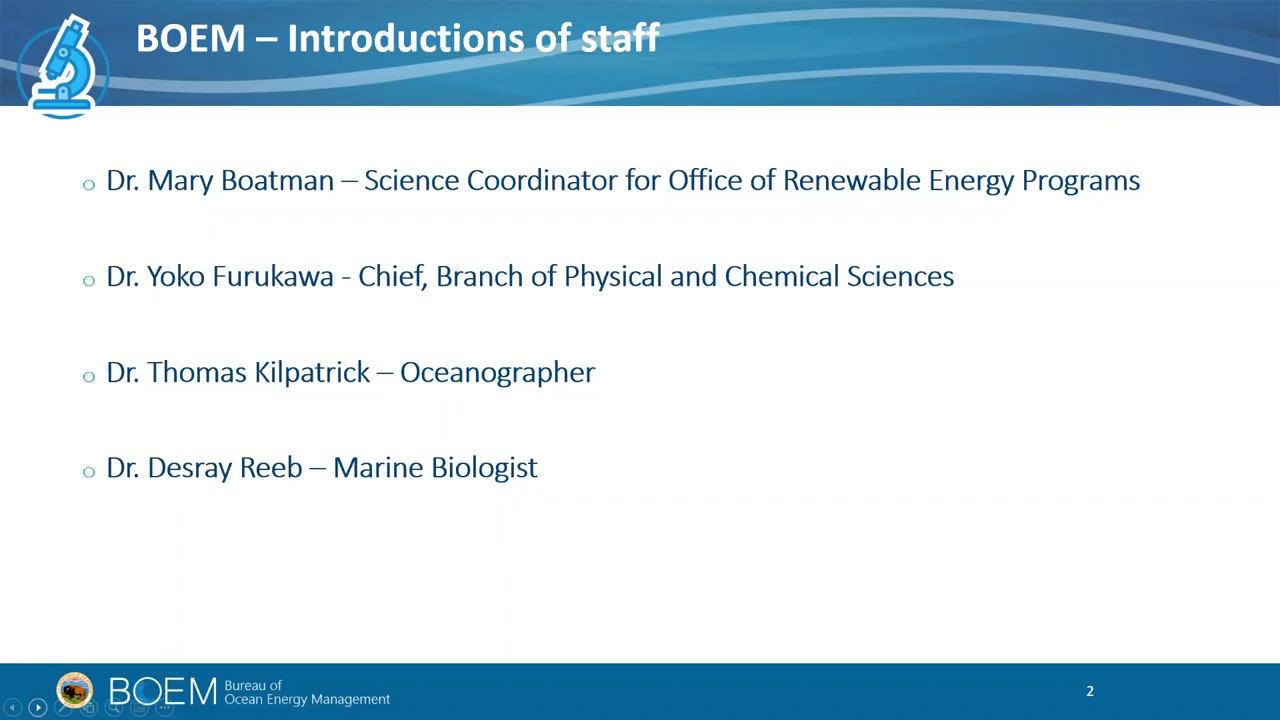 BOEM – Introductions of staff
o Dr. Mary Boatman – Science Coordinator for Office of Renewable Energy Programs
o Dr. Yoko Furukawa - Chief, Branch of Physical and Chemical Sciences
o Dr. Thomas Kilpatrick – Oceanographer
o Dr. Desray Reeb – Marine Biologist
BOEM
Bureau of
Ocean Energy Management
2